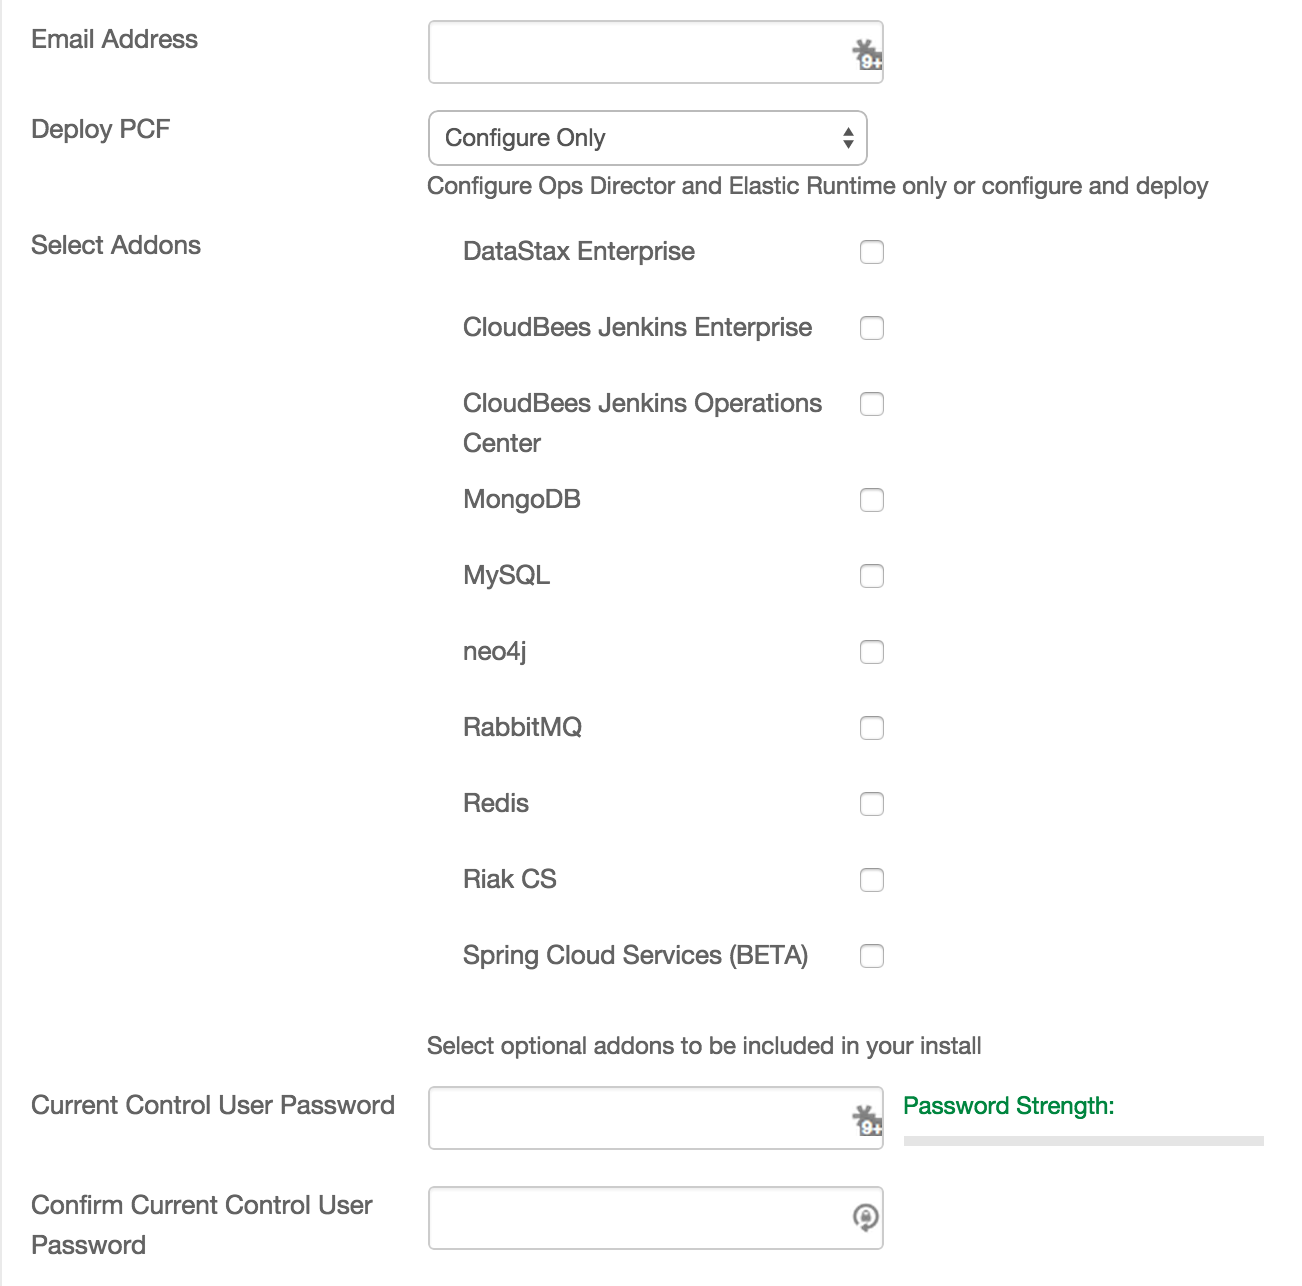 Email Address
9+
Deploy PCF
Configure Only
Configure Ops Director and Elastic Runtime only or configure and deploy
Select Addons
DataStax Enterprise
CloudBees Jenkins Enterprise
CloudBees Jenkins Operations
Center
MongoDB
MySQL
neo4j
RabbitMQ
Redis
Riak CS
Spring Cloud Services (BETA)
Select optional addons to be included in your install
Current Control User Password
9+
Password Strength:
Confirm Current Control User
Password